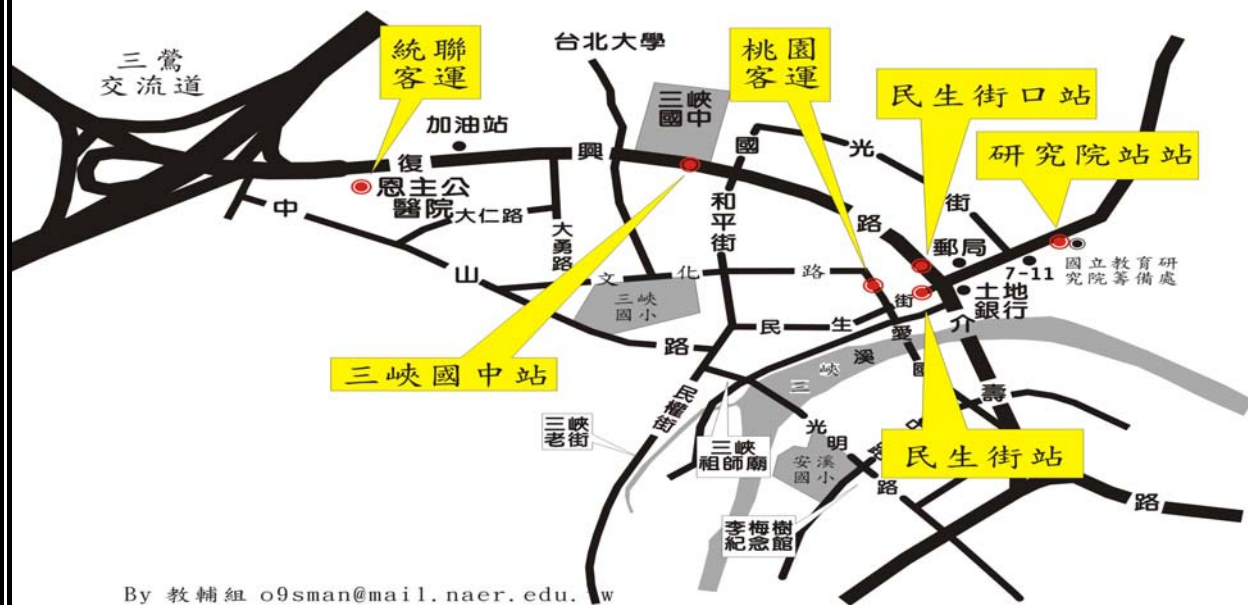 三鶯
交流道
統聯
客運
台北大學
桃園
客運
民生街口站
研究院站站
三峽
國中
加油站
復
興
路
國
光
街
恩主公
醫院
大仁路
大勇路
和平街
郵局
7-11
國立教育研
究院籌備處
土地
銀行
中
山
路
文
化
路
三峽
國小
民
生
街
愛
國
介
壽
路
三峽國中站
三
峽
溪
民權街
三峽
老街
三峽
祖師廟
光
明
路
安溪
國小
民生街站
李梅樹
紀念館
By 教輔組 o9sman@mail.naer.edu.tw